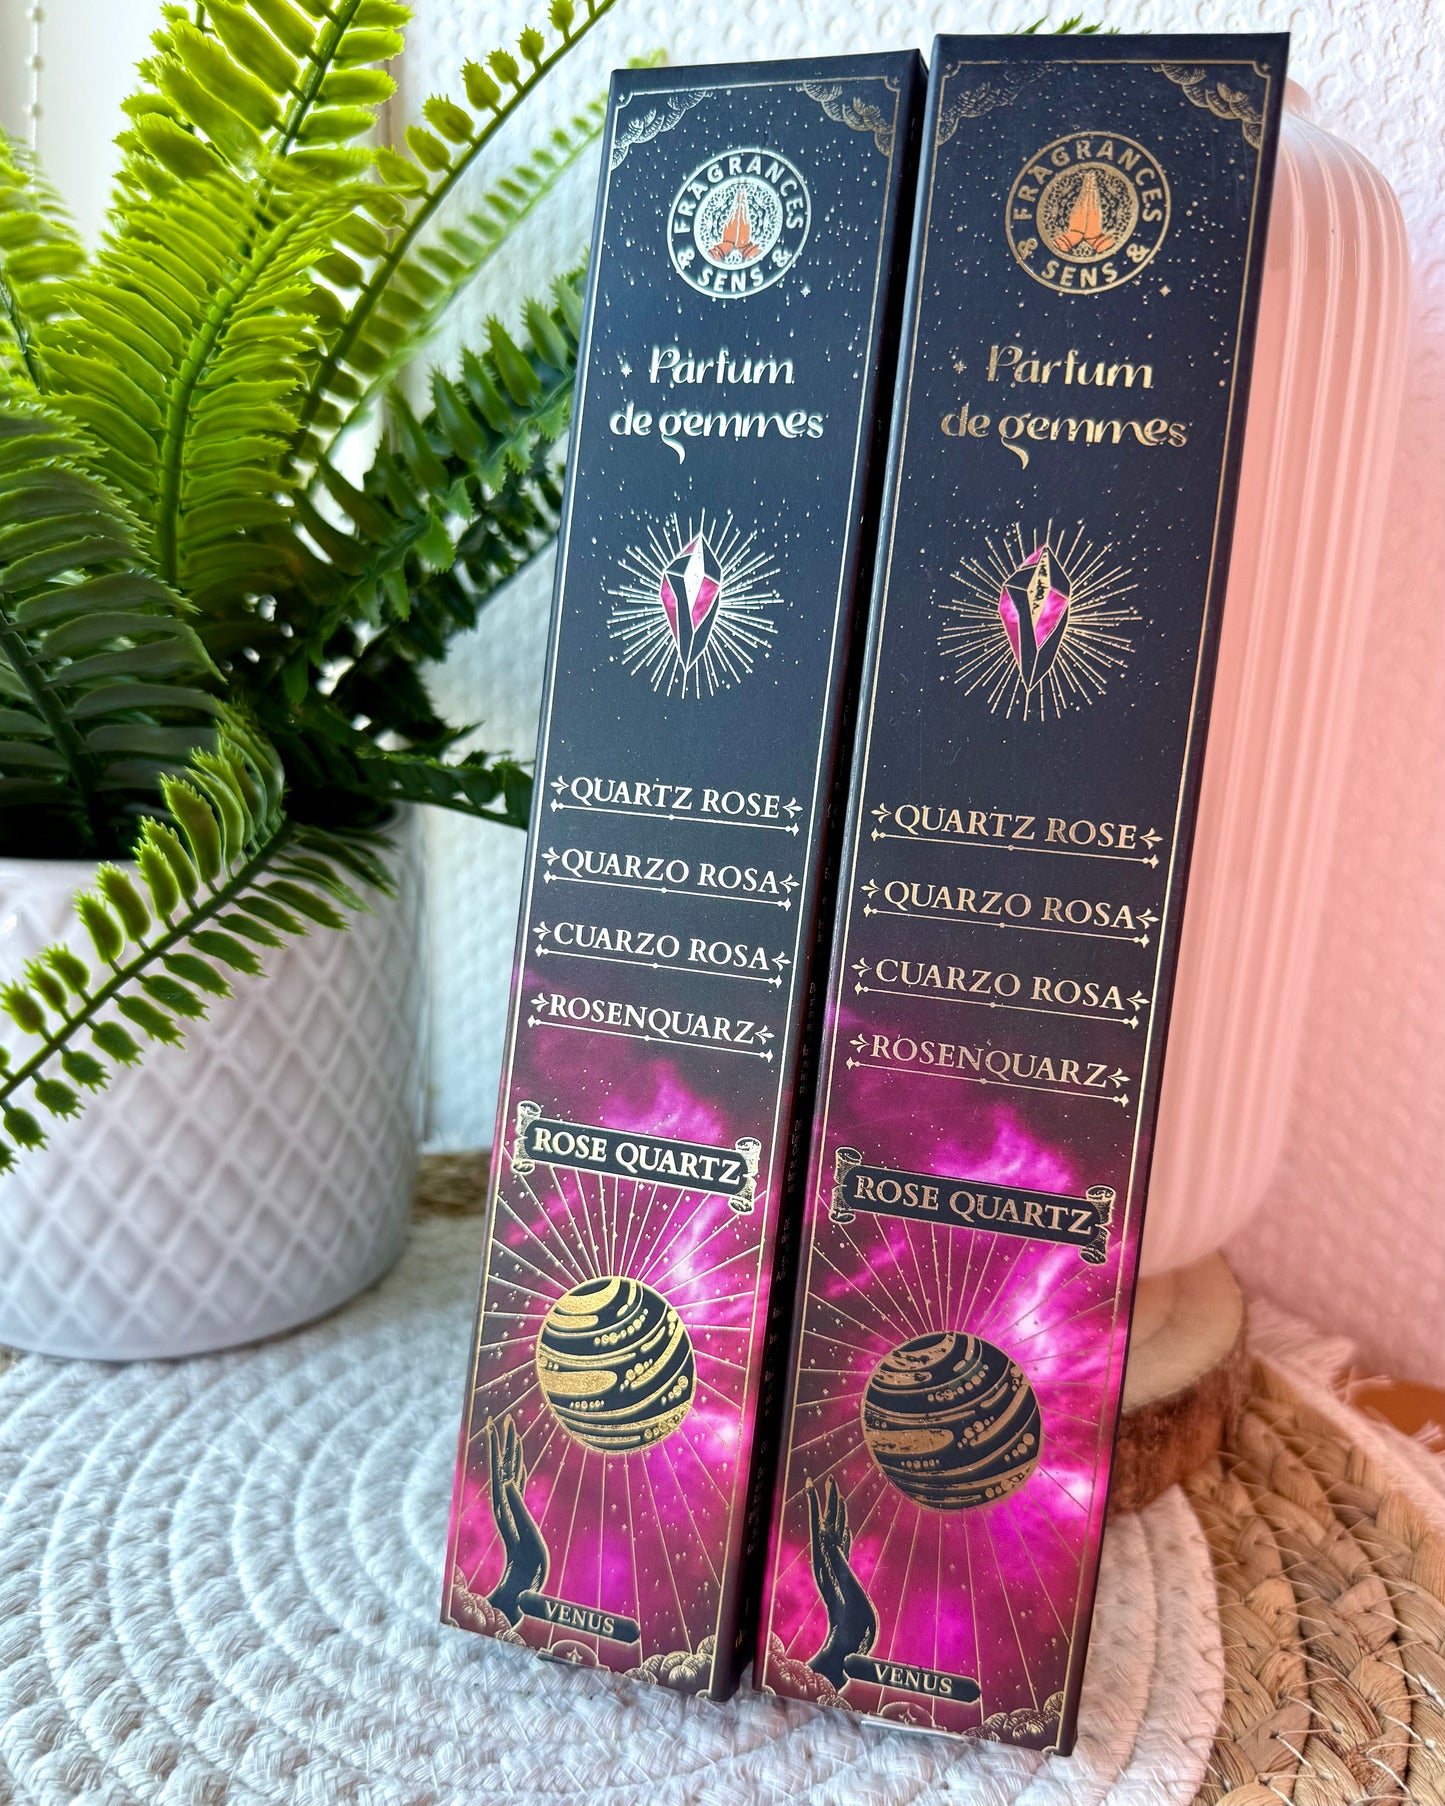 FRAGRANCES
& SENS &
Parfum
de gemmes
QUARTZ ROSE
QUARZO ROSA
CUARZO ROSA
ROSENQUARZ
ROSE QUARTZ
VENUS
FRAGRANCES
& SENS &
Parfum
de gemmes
QUARTZ ROSE
QUARZO ROSA
CUARZO ROSA
ROSENQUARZ
ROSE QUARTZ
VENUS